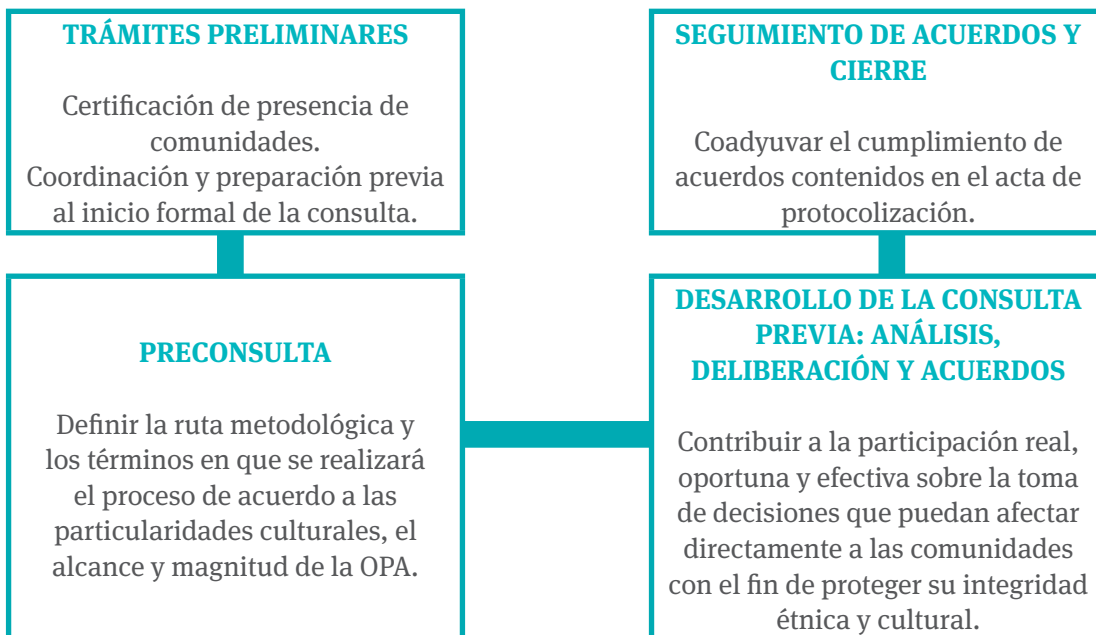 TRÁMITES PRELIMINARES
Certificación de presencia de
comunidades.
Coordinación y preparación previa
al inicio formal de la consulta.
PRECONSULTA
Definir la ruta metodológica y
los términos en que se realizará
el proceso de acuerdo a las
particularidades culturales, el
alcance y magnitud de la OPA.
DESARROLLO DE LA CONSULTA
PREVIA: ANÁLISIS,
DELIBERACIÓN Y ACUERDOS
Contribuir a la participación real,
oportuna y efectiva sobre la toma
de decisiones que puedan afectar
directamente a las comunidades
con el fin de proteger su integridad
étnica y cultural.
SEGUIMIENTO DE ACUERDOS Y
CIERRE
Coadyuvar el cumplimiento de
acuerdos contenidos en el acta de
protocolización.